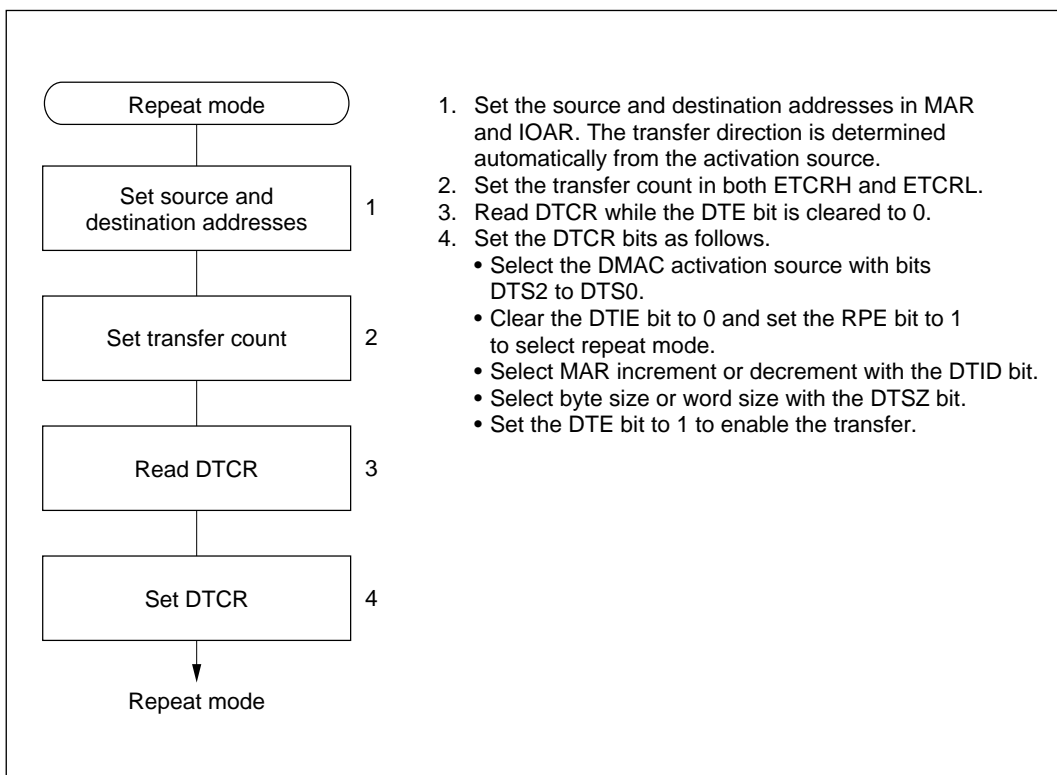 Repeat mode
Set source and
destination addresses
1
Set transfer count
2
Read DTCR
3
Set DTCR
4
Repeat mode
1. Set the source and destination addresses in MAR
and IOAR. The transfer direction is determined
automatically from the activation source.
2. Set the transfer count in both ETCRH and ETCRL.
3. Read DTCR while the DTE bit is cleared to 0.
4. Set the DTCR bits as follows.
• Select the DMAC activation source with bits
DTS2 to DTS0.
• Clear the DTIE bit to 0 and set the RPE bit to 1
to select repeat mode.
• Select MAR increment or decrement with the DTID bit.
• Select byte size or word size with the DTSZ bit.
• Set the DTE bit to 1 to enable the transfer.